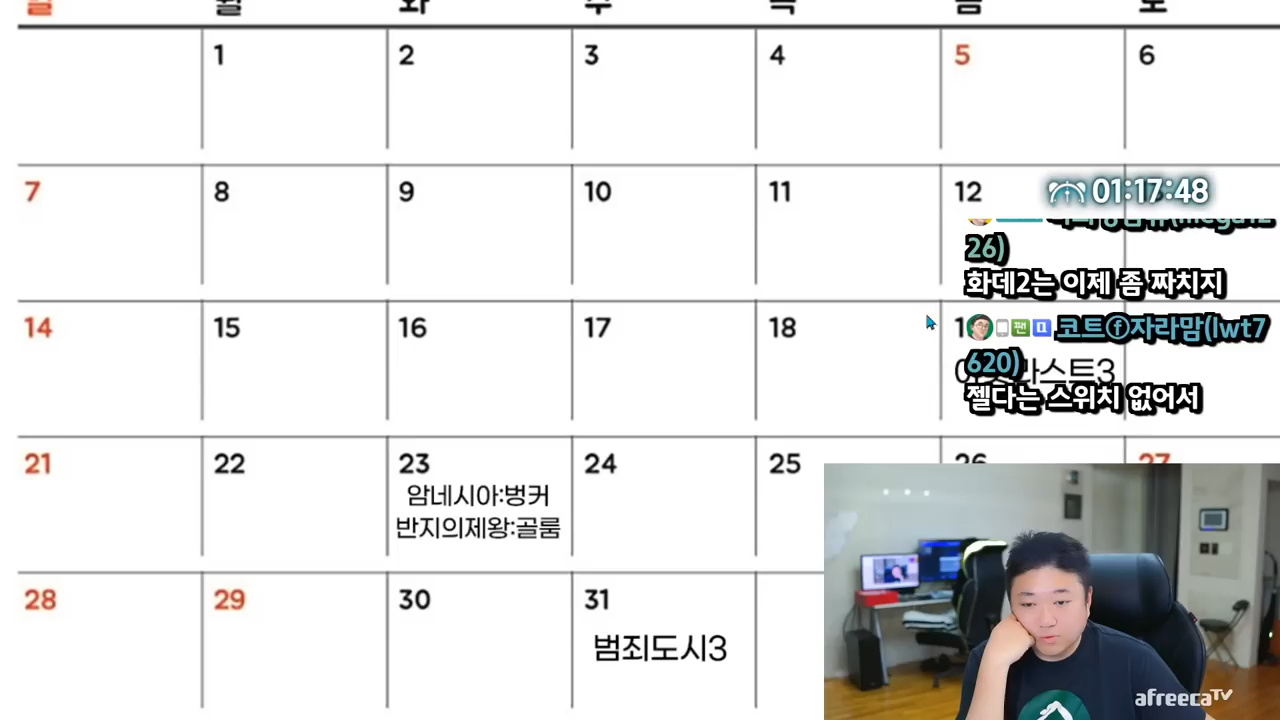 일 월 화 수 목 금 토
1 2 3 4 5 6
7 8 9 10 11 12
01:17:48
26)
화데2는 이제 좀 짜치지
14 15 16 17 18
팬 코트ⓕ자라맘(lwt7
620)
젤다는 스위치 없어서
21 22 23 24 25 26 27
암네시아:벙커
반지의제왕:골룸
28 29 30 31
범죄도시3
afreecaTV